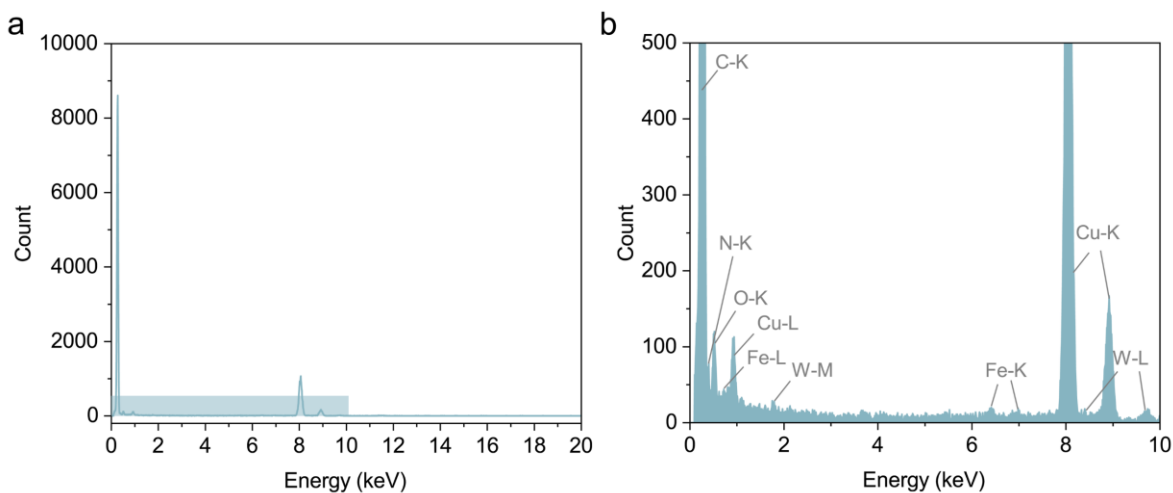 a
10000
8000
6000
4000
2000
0
Count
0 2 4 6 8 10 12 14 16 18 20
Energy (keV)
b
500
400
300
200
100
0
Count
C-K
N-K
O-K
Cu-L
Fe-L
W-M
Fe-K
Cu-K
W-L
0 2 4 6 8 10
Energy (keV)